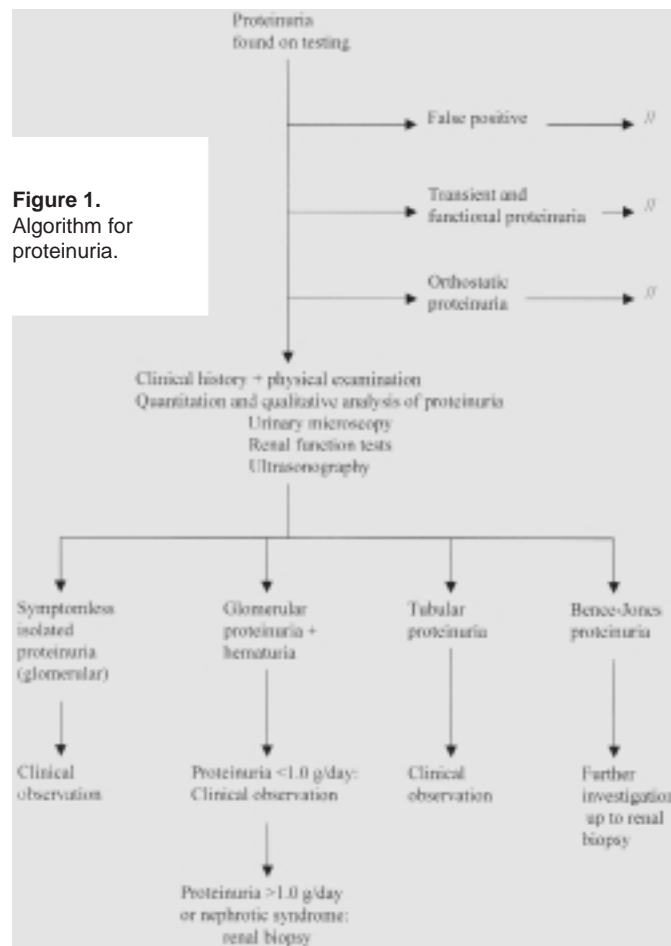 Proteinuria
found on testing
False positive
//
Figure 1.
Algorithm for
proteinuria.
Transient and
functional proteinuria
//
Orthostatic
proteinuria
//
Clinical history + physical examination
Quantitation and qualitative analysis of proteinuria
Urinary microscopy
Renal function tests
Ultrasonography
Symptomless
isolated
proteinuria
(glomerular)
Glomerular
proteinuria +
hematuria
Tubular
proteinuria
Bence-Jones
proteinuria
Clinical
observation
Proteinuria <1.0 g/day:
Clinical observation
Clinical
observation
Further
investigation
up to renal
biopsy
Proteinuria >1.0 g/day
or nephrotic syndrome:
renal biopsy